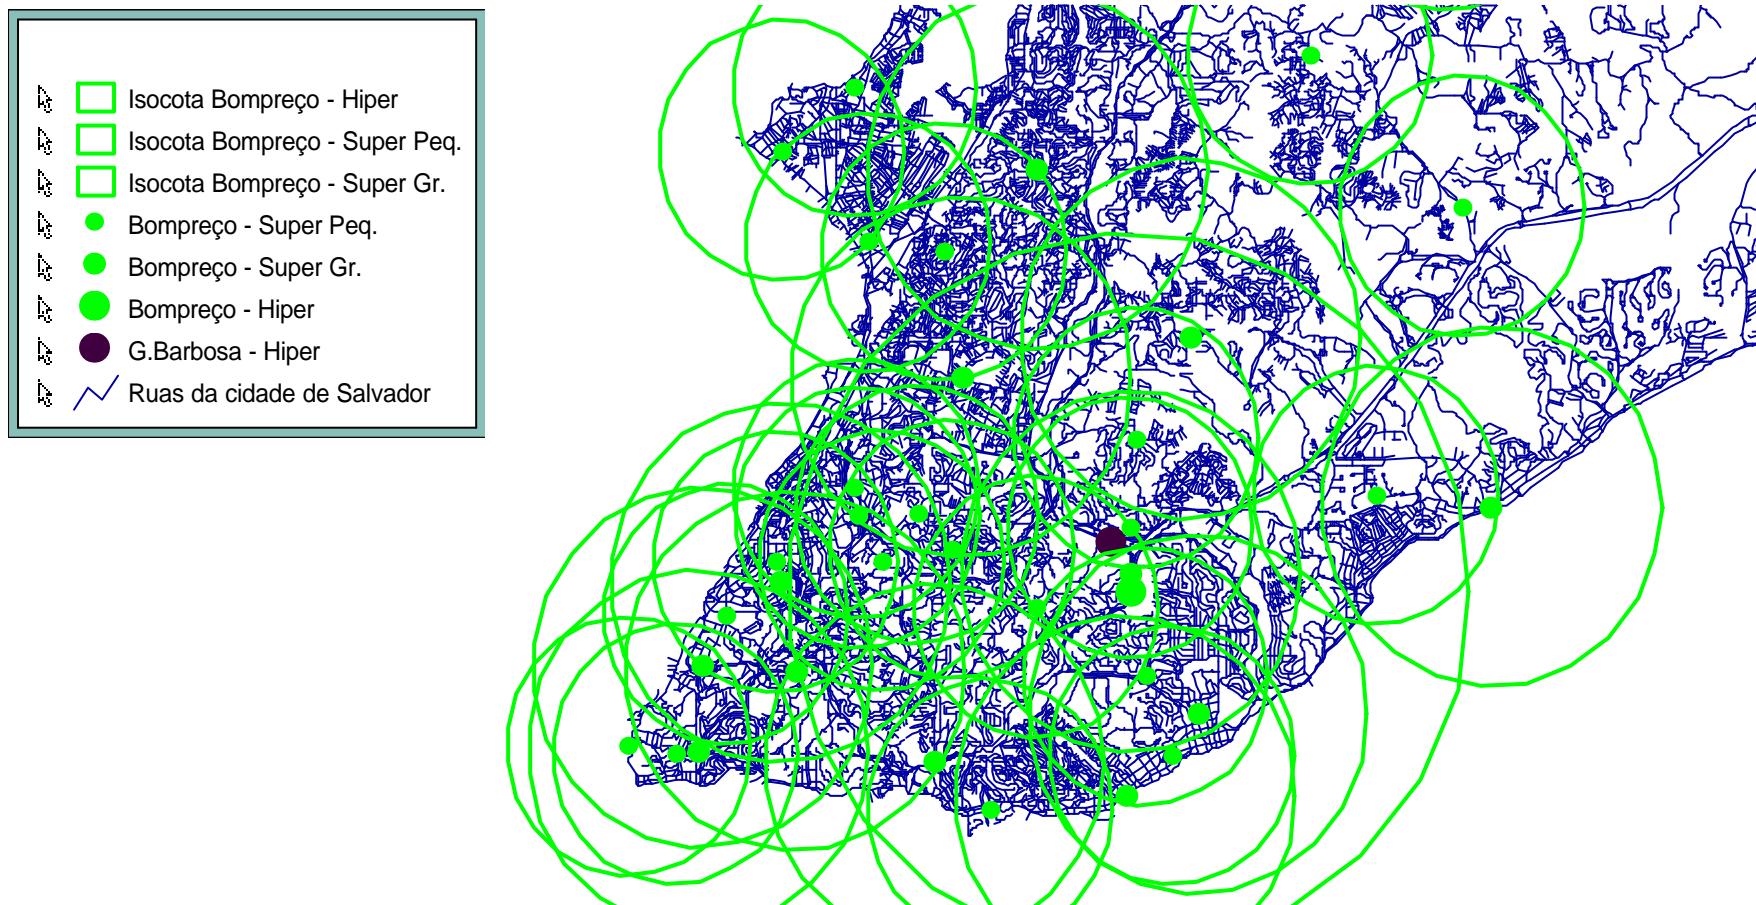 Isocota Bompreço - Hiper
Isocota Bompreço - Super Peq.
Isocota Bompreço - Super Gr.
Bompreço - Super Peq.
Bompreço - Super Gr.
Bompreço - Hiper
G.Barbosa - Hiper
Ruas da cidade de Salvador